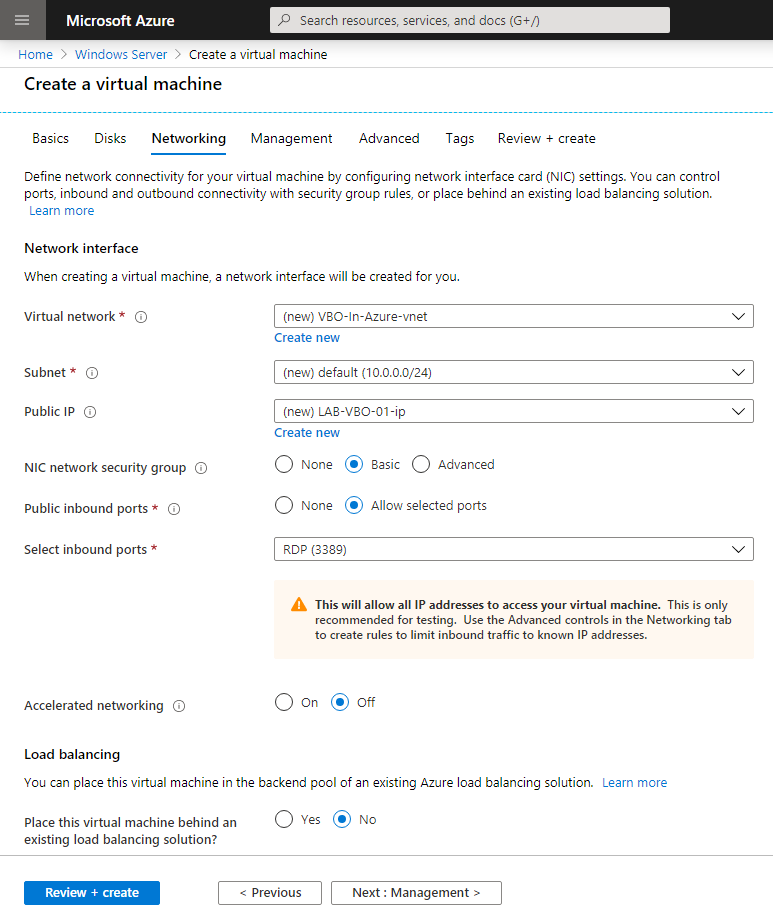 Microsoft Azure
Search resources, services, and docs (G+/)
Home > Windows Server > Create a virtual machine
Create a virtual machine
Basics Disks Networking Management Advanced Tags Review + create
Define network connectivity for your virtual machine by configuring network interface card (NIC) settings. You can control
ports, inbound and outbound connectivity with security group rules, or place behind an existing load balancing solution.
Learn more
Network interface
When creating a virtual machine, a network interface will be created for you.
Virtual network *
(new) VBO-In-Azure-vnet
Create new
Subnet *
(new) default (10.0.0.0/24)
Public IP
(new) LAB-VBO-01-ip
Create new
NIC network security group
None Basic Advanced
Public inbound ports *
None Allow selected ports
Select inbound ports *
RDP (3389)
This will allow all IP addresses to access your virtual machine. This is only
recommended for testing. Use the Advanced controls in the Networking tab
to create rules to limit inbound traffic to known IP addresses.
Accelerated networking
On Off
Load balancing
You can place this virtual machine in the backend pool of an existing Azure load balancing solution. Learn more
Place this virtual machine behind an
existing load balancing solution?
Yes No
Review + create
< Previous
Next : Management >